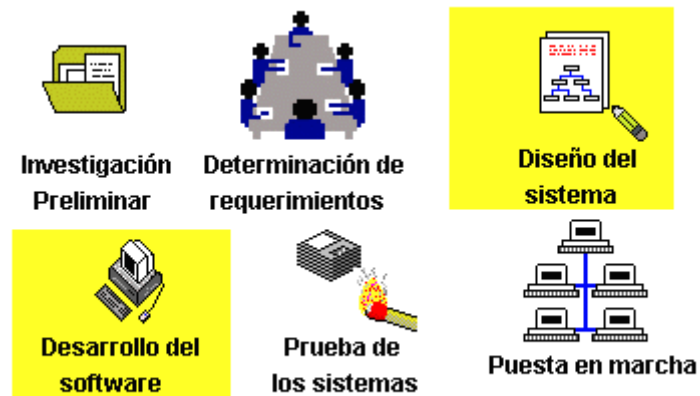 Investigación
Preliminar
Determinación de
requerimientos
Diseño del
sistema
Desarrollo del
software
Prueba de
los sistemas
Puesta en marcha